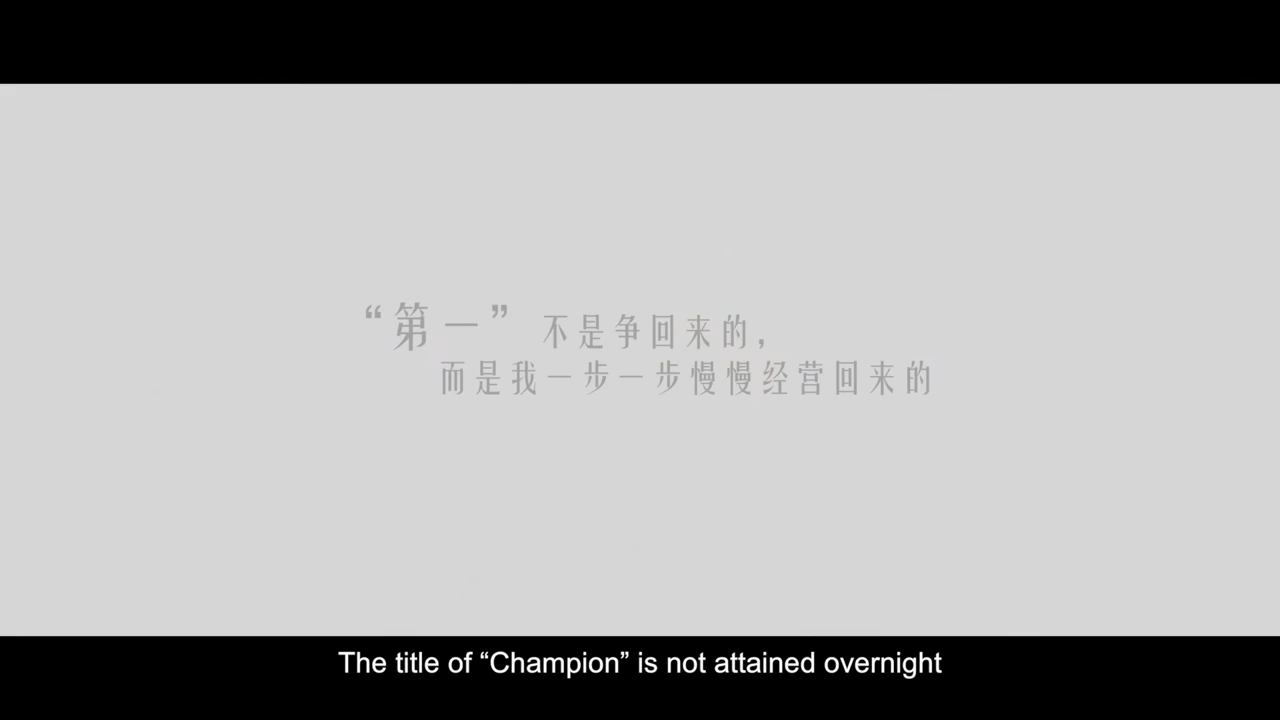 “第一” 不是争回来的，
而是我一步一步慢慢经营回来的
The title of “Champion” is not attained overnight